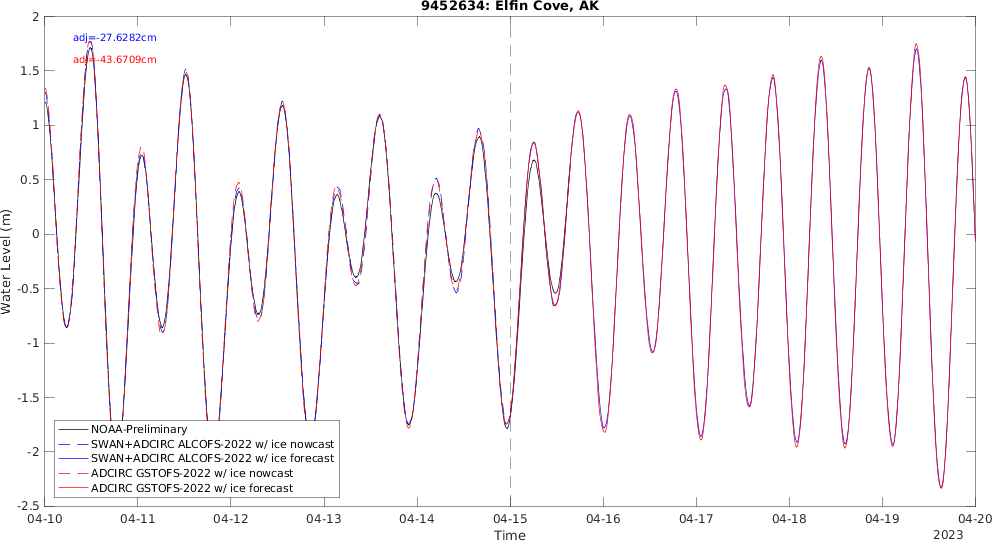 9452634: Elfin Cove, AK
adj=-27.6282cm
adj=-43.6709cm
Water Level (m)
2
1.5
1
0.5
0
-0.5
-1
-1.5
-2
-2.5
NOAA-Preliminary
SWAN+ADCIRC ALCOFS-2022 w/ ice nowcast
SWAN+ADCIRC ALCOFS-2022 w/ ice forecast
ADCIRC GSTOFS-2022 w/ ice nowcast
ADCIRC GSTOFS-2022 w/ ice forecast
04-10 04-11 04-12 04-13 04-14 04-15 04-16 04-17 04-18 04-19 04-20
Time
2023